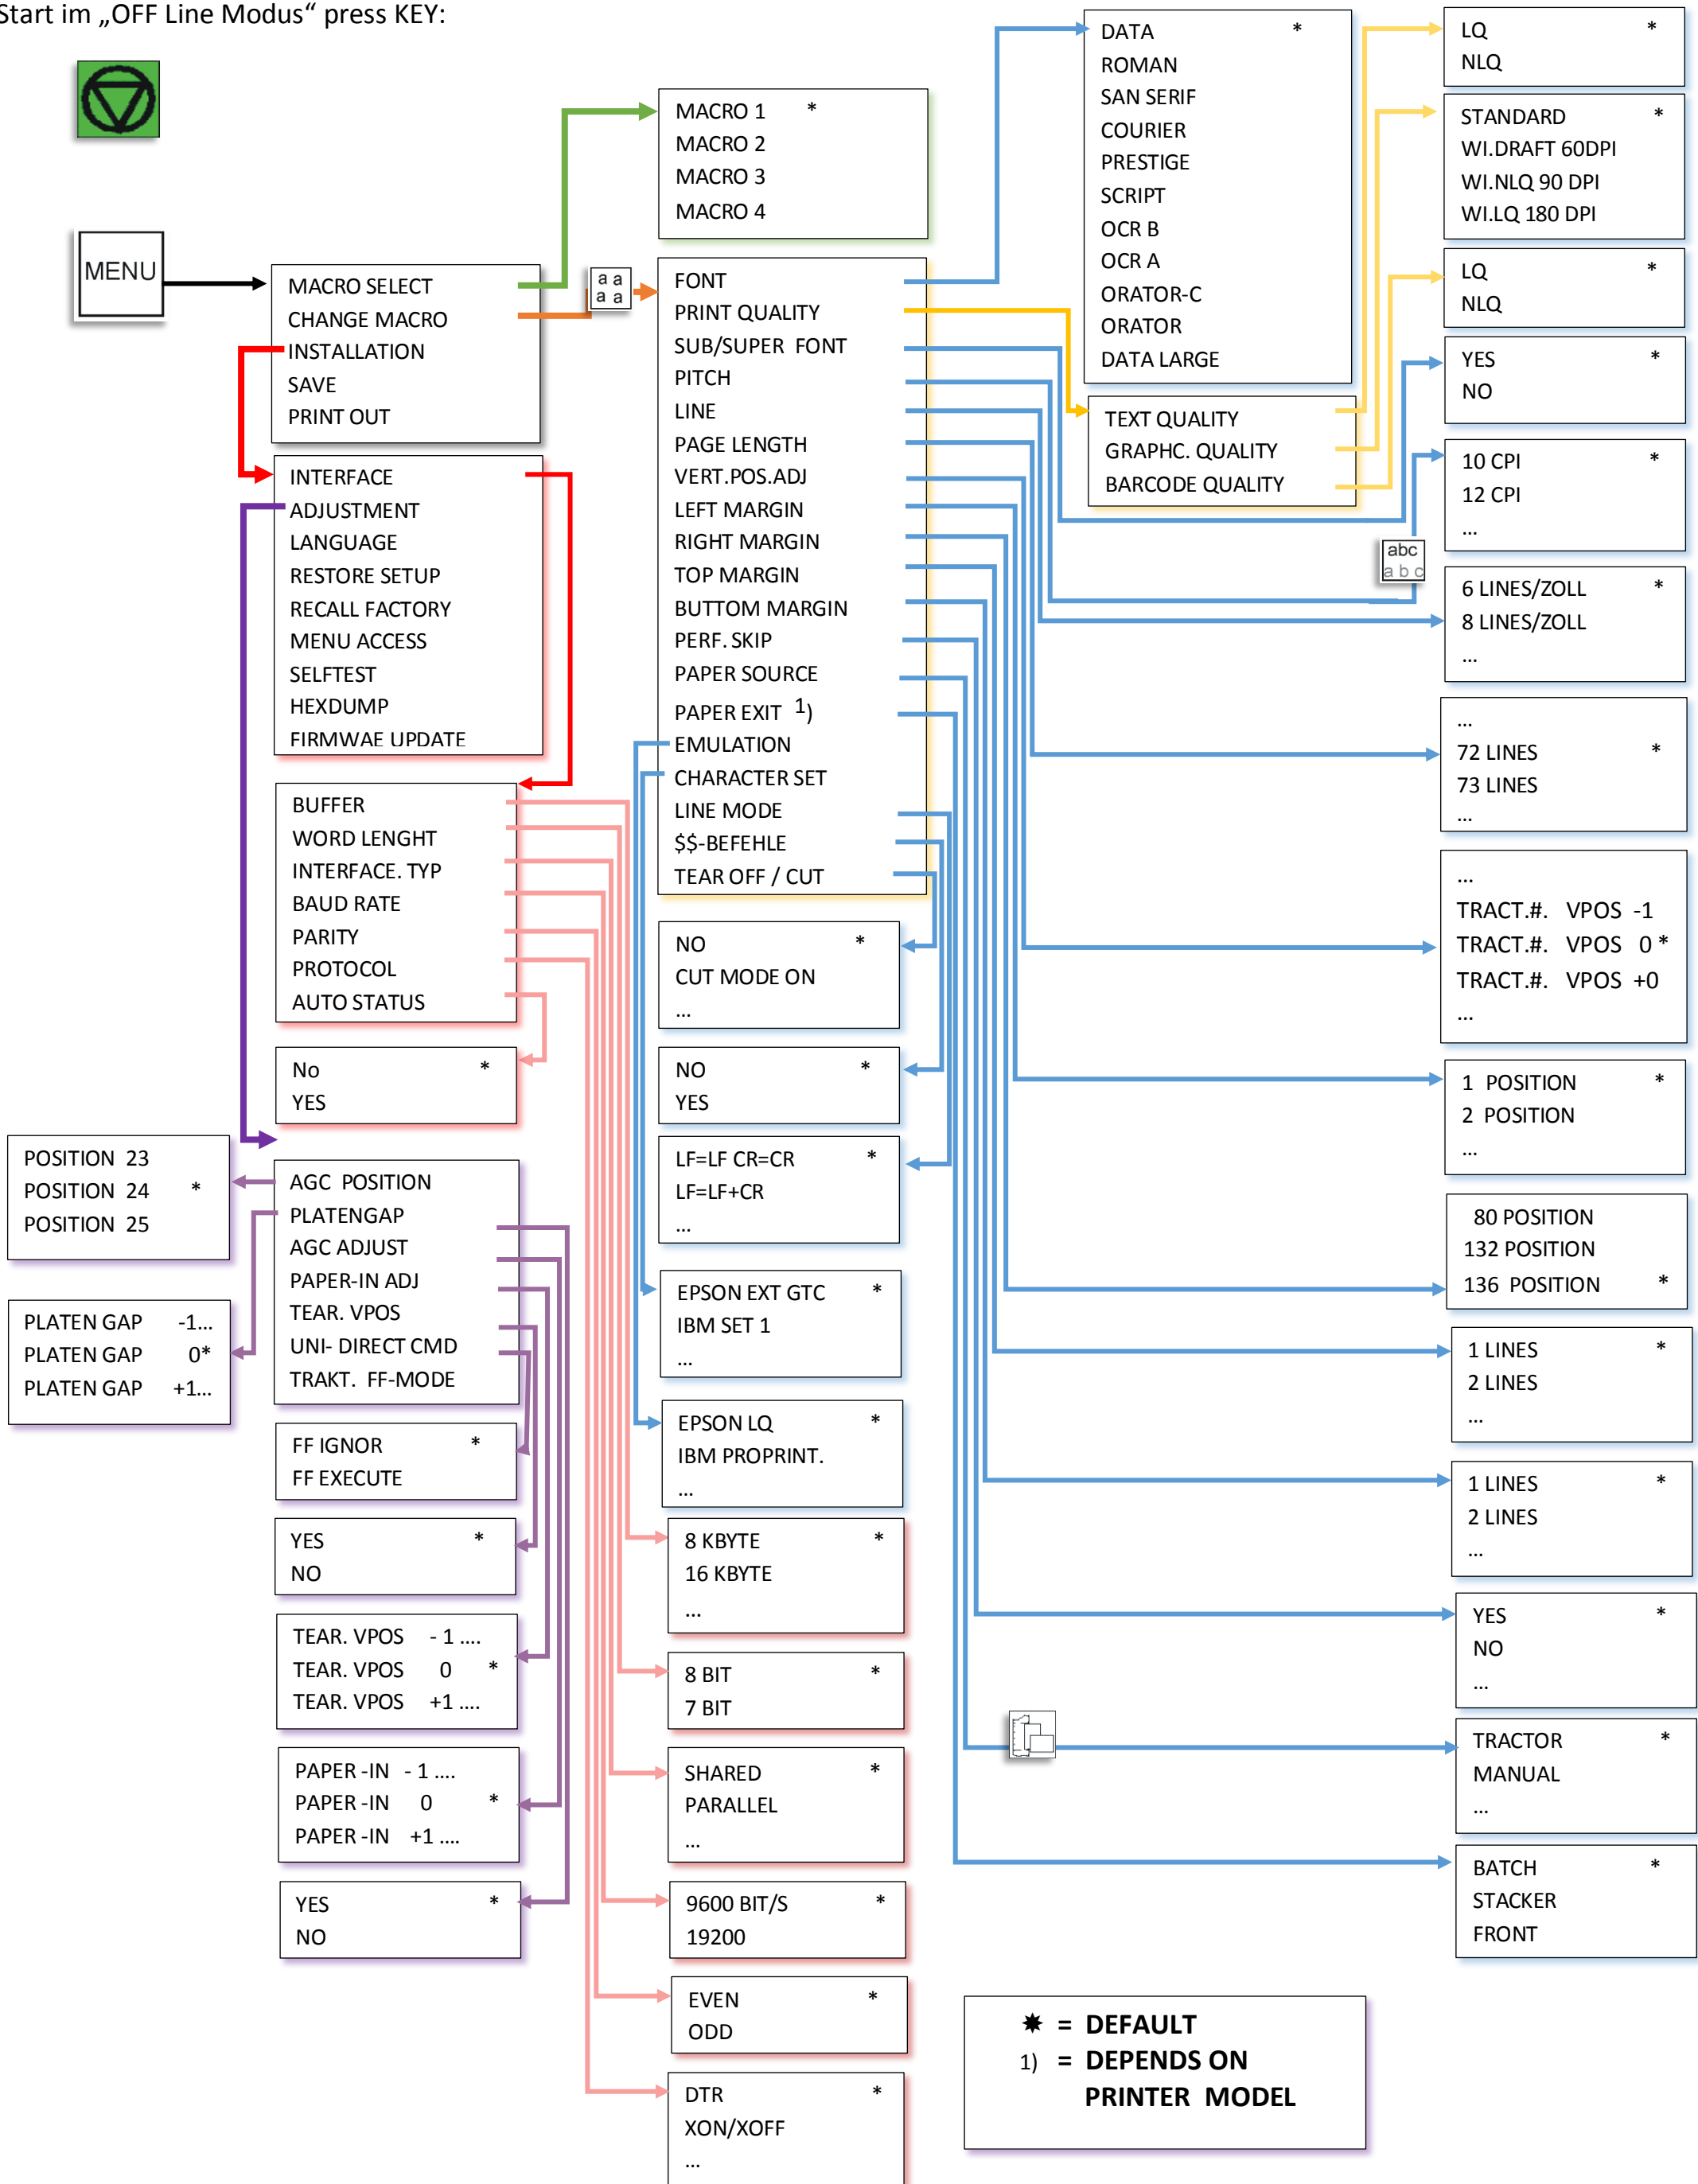 Start im „OFF Line Modus“ press KEY:
MENU
MACRO SELECT
CHANGE MACRO
INSTALLATION
SAVE
PRINT OUT
INTERFACE
ADJUSTMENT
LANGUAGE
RESTORE SETUP
RECALL FACTORY
MENU ACCESS
SELFTEST
HEXDUMP
FIRMWAE UPDATE
BUFFER
WORD LENGHT
INTERFACE. TYP
BAUD RATE
PARITY
PROTOCOL
AUTO STATUS
No *
YES
POSITION 23
POSITION 24 *
POSITION 25
PLATEN GAP -1...
PLATEN GAP 0*
PLATEN GAP +1...
AGC POSITION
PLATENGAP
AGC ADJUST
PAPER-IN ADJ
TEAR. VPOS
UNI- DIRECT CMD
TRAKT. FF-MODE
FF IGNOR *
FF EXECUTE
YES *
NO
TEAR. VPOS - 1 ....
TEAR. VPOS 0 *
TEAR. VPOS +1 ....
PAPER -IN - 1 ....
PAPER -IN 0 *
PAPER -IN +1 ....
YES *
NO
MACRO 1 *
MACRO 2
MACRO 3
MACRO 4
a a
a a
FONT
PRINT QUALITY
SUB/SUPER FONT
PITCH
LINE
PAGE LENGTH
VERT.POS.ADJ
LEFT MARGIN
RIGHT MARGIN
TOP MARGIN
BUTTOM MARGIN
PERF. SKIP
PAPER SOURCE
PAPER EXIT 1)
EMULATION
CHARACTER SET
LINE MODE
$$-BEFEHLE
TEAR OFF / CUT
NO *
CUT MODE ON
...
NO *
YES
LF=LF CR=CR *
LF=LF+CR
...
EPSON EXT GTC *
IBM SET 1
...
EPSON LQ *
IBM PROPRINT.
...
8 KBYTE *
16 KBYTE
...
8 BIT *
7 BIT
SHARED *
PARALLEL
...
9600 BIT/S *
19200
EVEN *
ODD
DTR *
XON/XOFF
...
DATA *
ROMAN
SAN SERIF
COURIER
PRESTIGE
SCRIPT
OCR B
OCR A
ORATOR-C
ORATOR
DATA LARGE
TEXT QUALITY
GRAPHC. QUALITY
BARCODE QUALITY
LQ *
NLQ
STANDARD *
WI.DRAFT 60DPI
WI.NLQ 90 DPI
WI.LQ 180 DPI
LQ *
NLQ
YES *
NO
10 CPI *
12 CPI
...
abc
a b c
6 LINES/ZOLL *
8 LINES/ZOLL
...
...
72 LINES *
73 LINES
...
...
TRACT.#. VPOS -1
TRACT.#. VPOS 0 *
TRACT.#. VPOS +0
...
1 POSITION *
2 POSITION
...
80 POSITION
132 POSITION
136 POSITION *
1 LINES *
2 LINES
...
1 LINES *
2 LINES
...
YES *
NO
...
TRACTOR *
MANUAL
...
BATCH *
STACKER
FRONT
✷ = DEFAULT
1) = DEPENDS ON
PRINTER MODEL